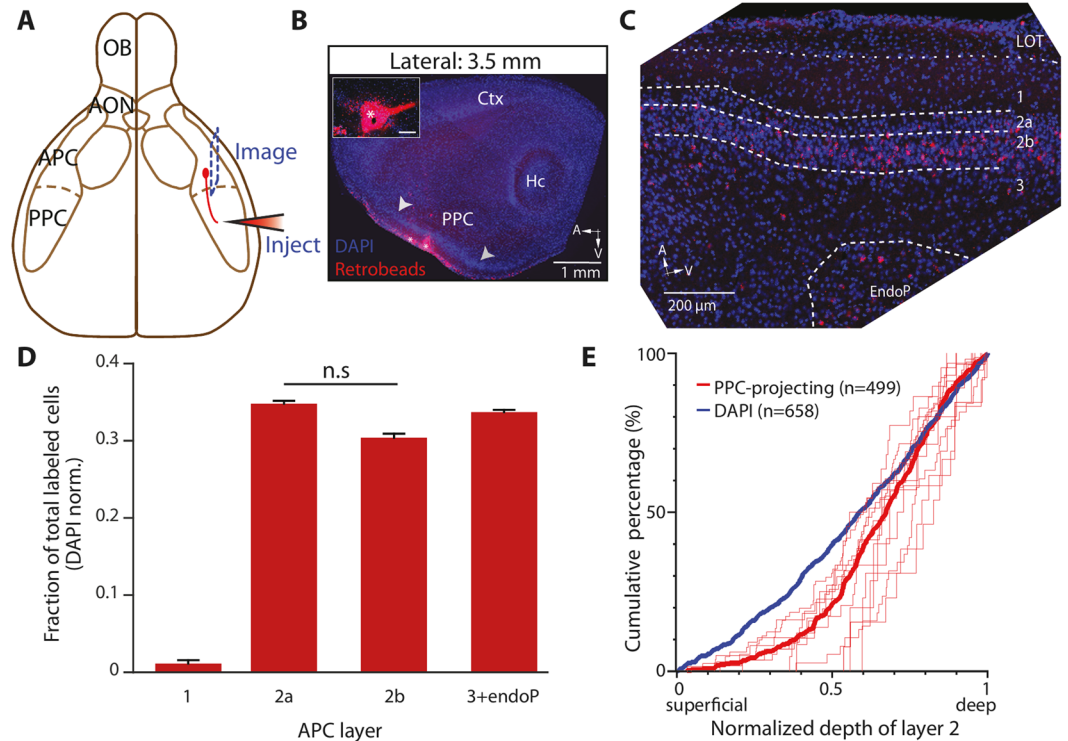 A
OB
AON
APC
PPC
Image
Inject
B
Lateral: 3.5 mm
*
Ctx
Hc
PPC
* *
DAPI
Retrobeads
A
V
1 mm
C
LOT
1
2a
2b
3
EndoP
A
V
200 µm
D
Fraction of total labeled cells
(DAPI norm.)
0.4
0.3
0.2
0.1
0
n.s
1
2a
2b
3+endoP
APC layer
E
Cumulative percentage (%)
100
50
0
PPC-projecting (n=499)
DAPI (n=658)
0
0.5
1
superficial
deep
Normalized depth of layer 2